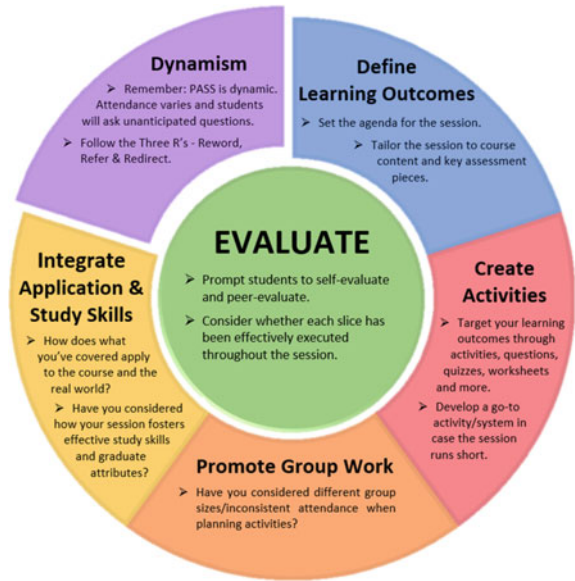 Dynamism
➢ Remember: PASS is dynamic.
Attendance varies and students
will ask unanticipated questions.
➢ Follow the Three R's - Reword,
Refer & Redirect.
Define
Learning Outcomes
➢ Set the agenda for the session.
➢ Tailor the session to course
content and key assessment
pieces.
EVALUATE
➢ Prompt students to self-evaluate
and peer-evaluate.
➢ Consider whether each slice has
been effectively executed
throughout the session.
Create
Activities
➢ Target your learning
outcomes through
activities, questions,
quizzes, worksheets
and more.
➢ Develop a go-to
activity/system in
case the session
runs short.
Promote Group Work
➢ Have you considered different group
sizes/inconsistent attendance when
planning activities?
Integrate
Application &
Study Skills
➢ How does what
you've covered apply
to the course and the
real world?
➢ Have you considered
how your session fosters
effective study skills
and graduate
attributes?